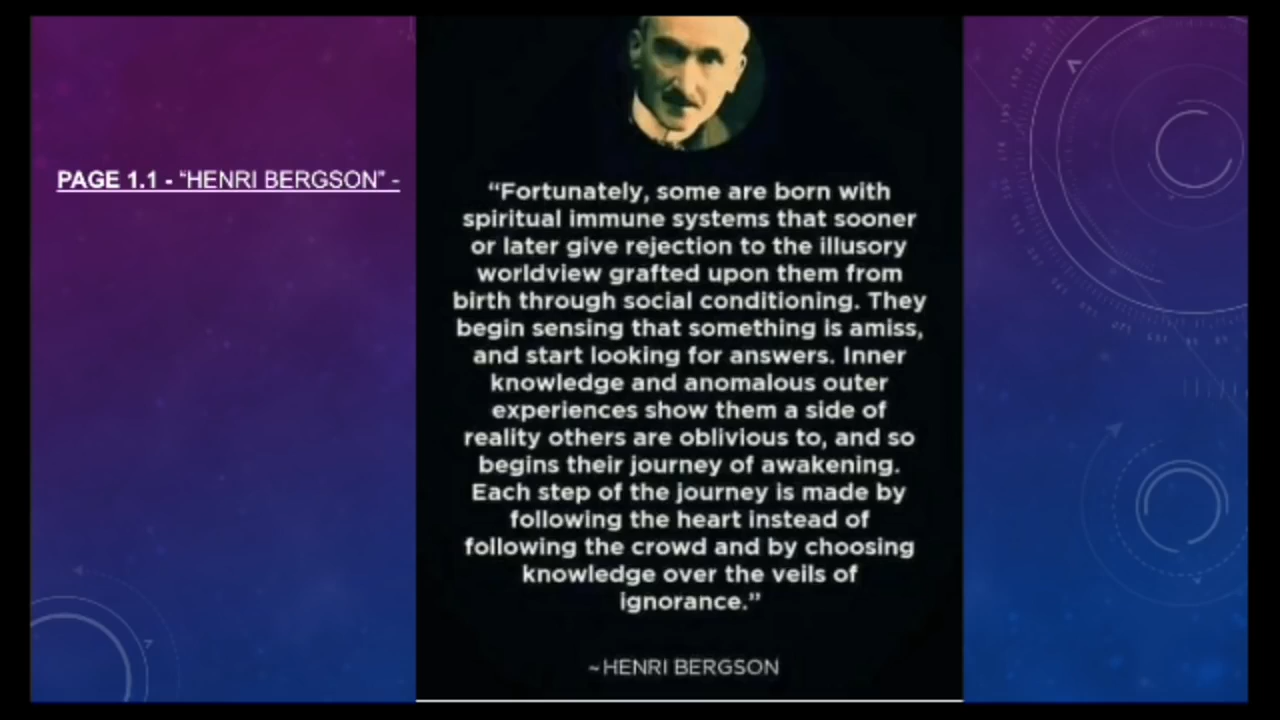 PAGE 1.1 - “HENRI BERGSON” -
“Fortunately, some are born with
spiritual immune systems that sooner
or later give rejection to the illusory
worldview grafted upon them from
birth through social conditioning. They
begin sensing that something is amiss,
and start looking for answers. Inner
knowledge and anomalous outer
experiences show them a side of
reality others are oblivious to, and so
begins their journey of awakening.
Each step of the journey is made by
following the heart instead of
following the crowd and by choosing
knowledge over the veils of
ignorance.”
~HENRI BERGSON